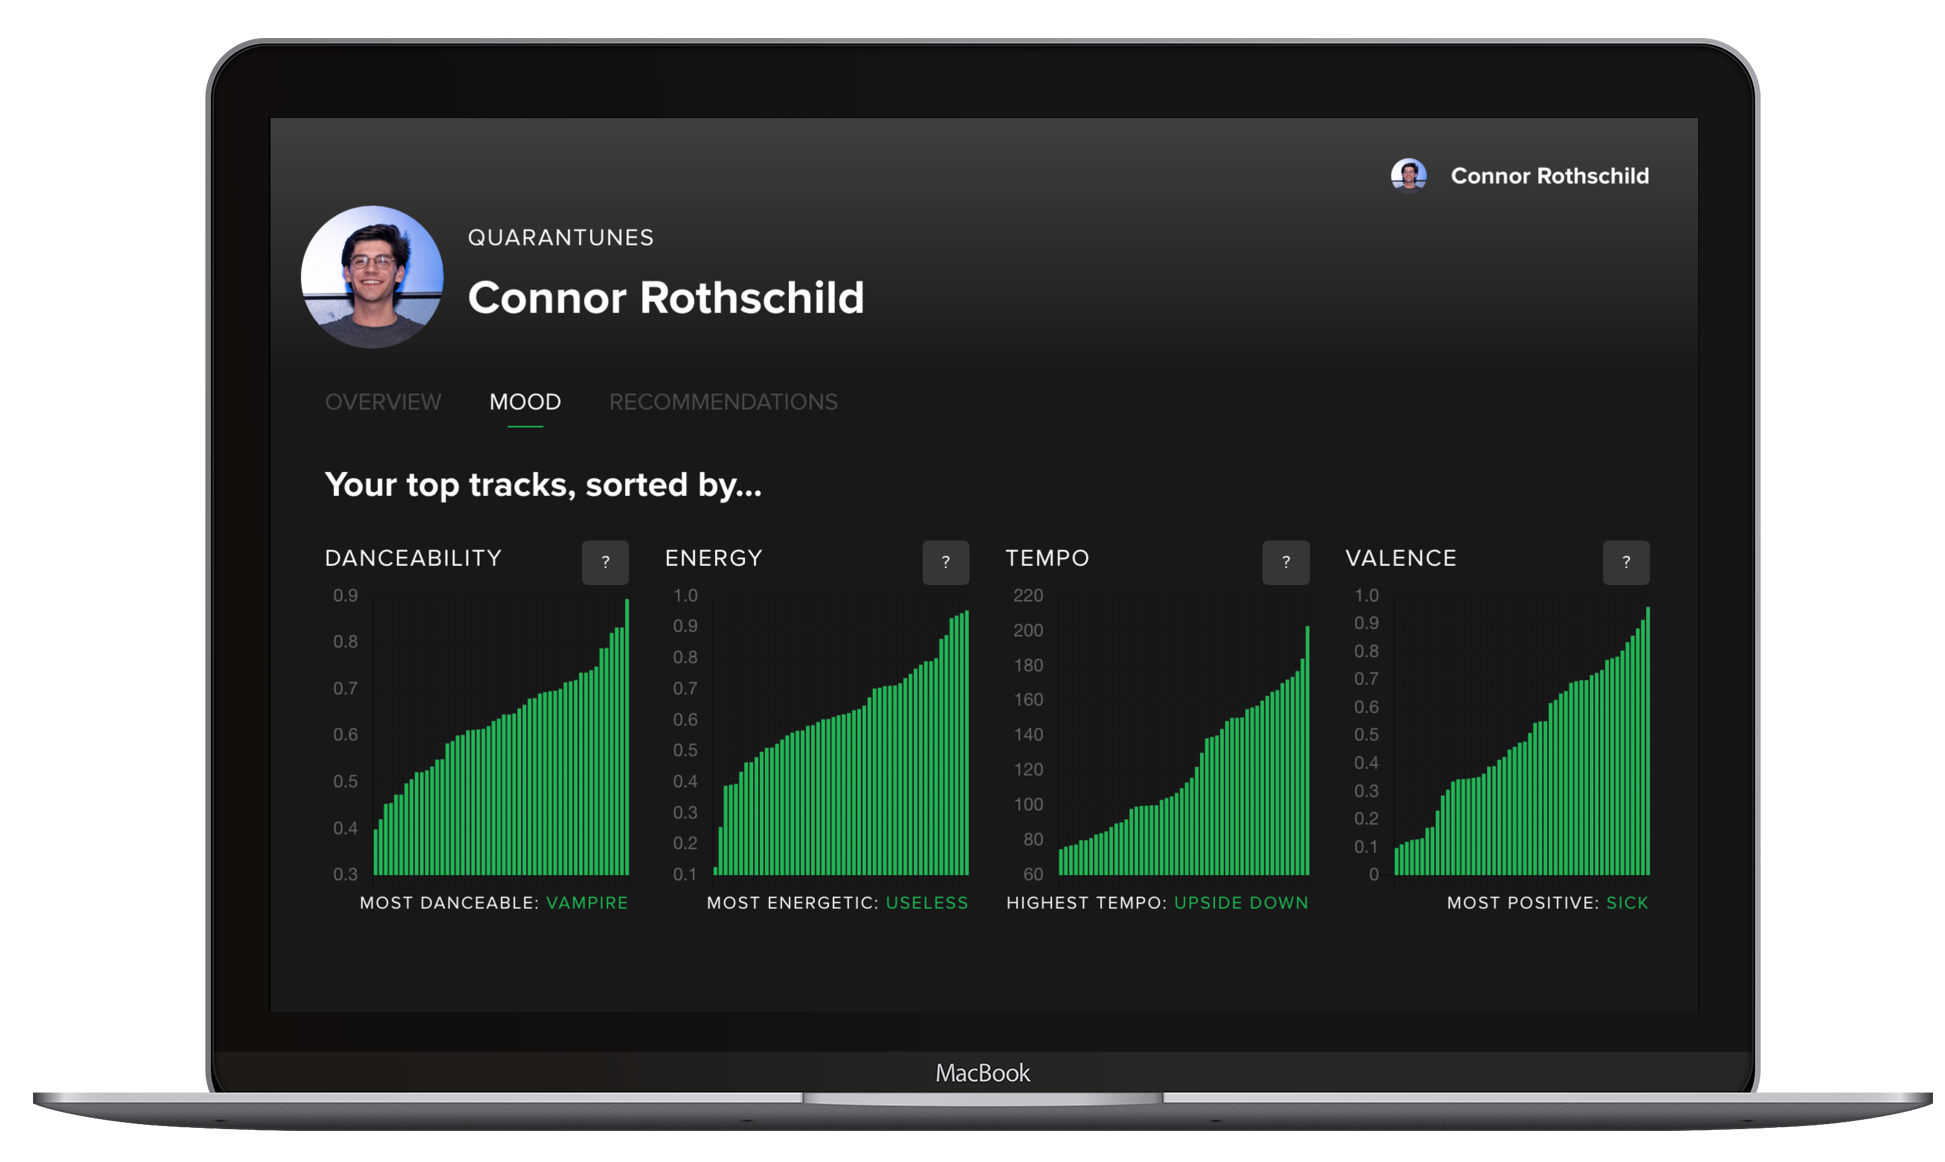 Connor Rothschild
QUARANTUNES
Connor Rothschild
OVERVIEW MOOD RECOMMENDATIONS
Your top tracks, sorted by...
DANCEABILITY ?
0.9
0.8
0.7
0.6
0.5
0.4
0.3
MOST DANCEABLE: VAMPIRE
ENERGY ?
1.0
0.9
0.8
0.7
0.6
0.5
0.4
0.3
0.2
0.1
MOST ENERGETIC: USELESS
TEMPO ?
220
200
180
160
140
120
100
80
60
HIGHEST TEMPO: UPSIDE DOWN
VALENCE ?
1.0
0.9
0.8
0.7
0.6
0.5
0.4
0.3
0.2
0.1
0
MOST POSITIVE: SICK
MacBook